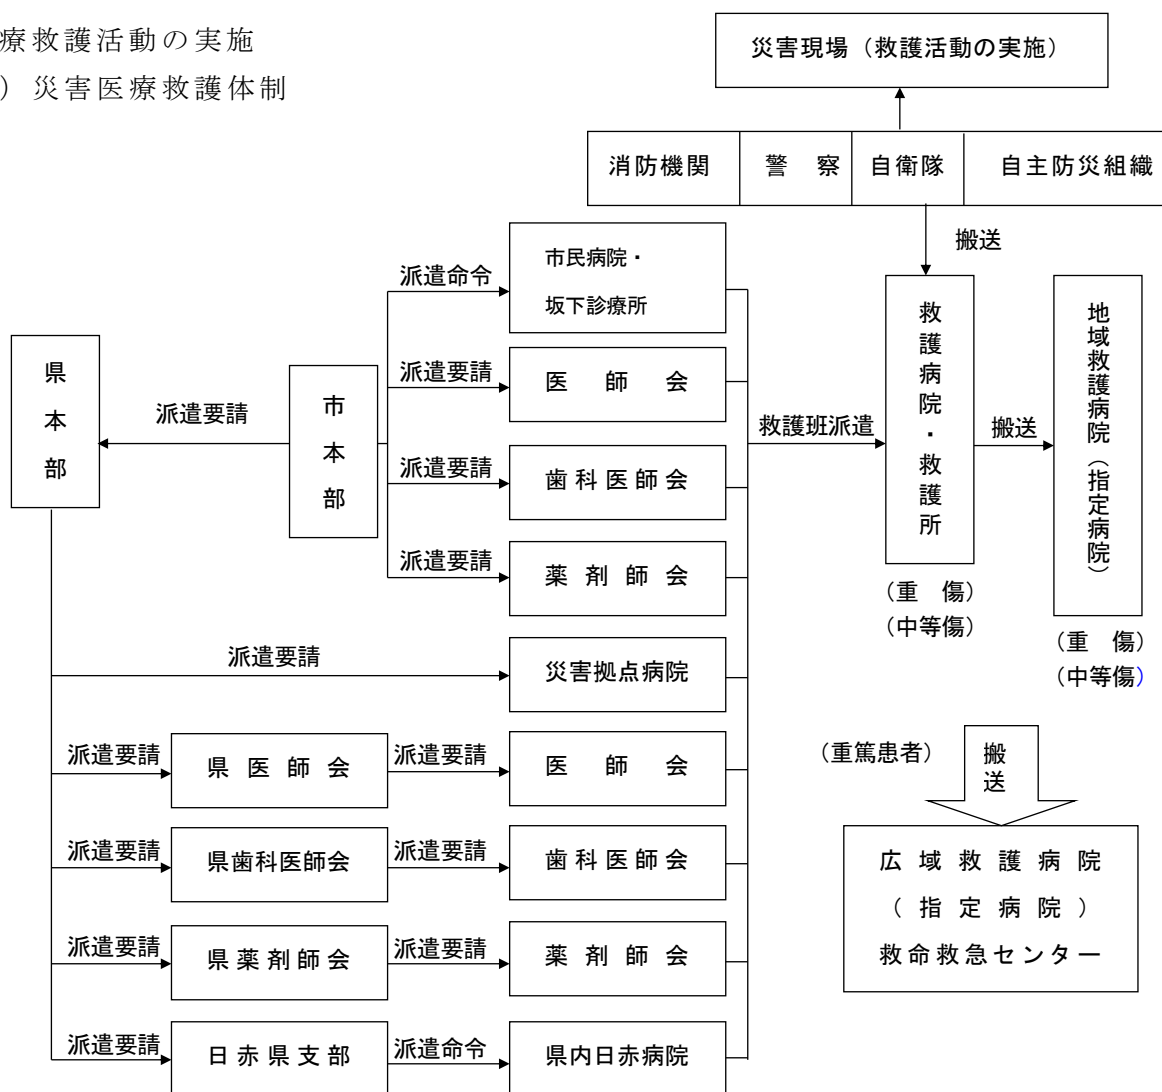 療救護活動の実施
）災害医療救護体制
災害現場（救護活動の実施）
消防機関
警察
自衛隊
自主防災組織
搬送
派遣命令
市民病院・
坂下診療所
県本部
派遣要請
市本部
派遣要請
医師会
派遣要請
歯科医師会
派遣要請
薬剤師会
救護班派遣
救護病院・救護所
搬送
地域救護病院（指定病院）
（重　傷）
（中等傷）
（重　傷）
（中等傷）
派遣要請
災害拠点病院
派遣要請
県医師会
派遣要請
医師会
派遣要請
県歯科医師会
派遣要請
歯科医師会
派遣要請
県薬剤師会
派遣要請
薬剤師会
派遣要請
日赤県支部
派遣命令
県内日赤病院
（重篤患者）
搬送
広域救護病院
（指定病院）
救命救急センター